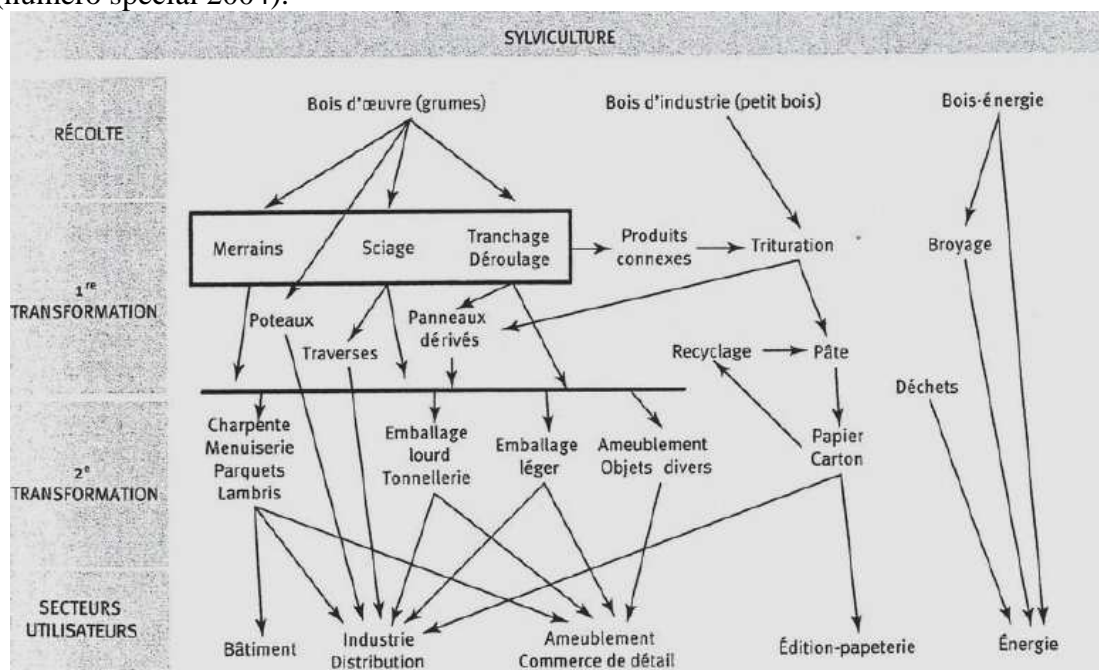 (numéro spécial 2004).
SYLVICULTURE
RÉCOLTE
Bois d'œuvre (grumes)
Bois d'industrie (petit bois)
Bois-énergie
1re
TRANSFORMATION
Merrains
Sciage
Tranchage
Déroulage
Produits
connexes
Trituration
Broyage
Poteaux
Traverses
Panneaux
dérivés
Recyclage
Pâte
Déchets
2e
TRANSFORMATION
Charpente
Menuiserie
Parquets
Lambris
Emballage
lourd
Tonnellerie
Emballage
léger
Ameublement
Objets divers
Papier
Carton
SECTEURS
UTILISATEURS
Bâtiment
Industrie
Distribution
Ameublement
Commerce de détail
Édition-papeterie
Énergie